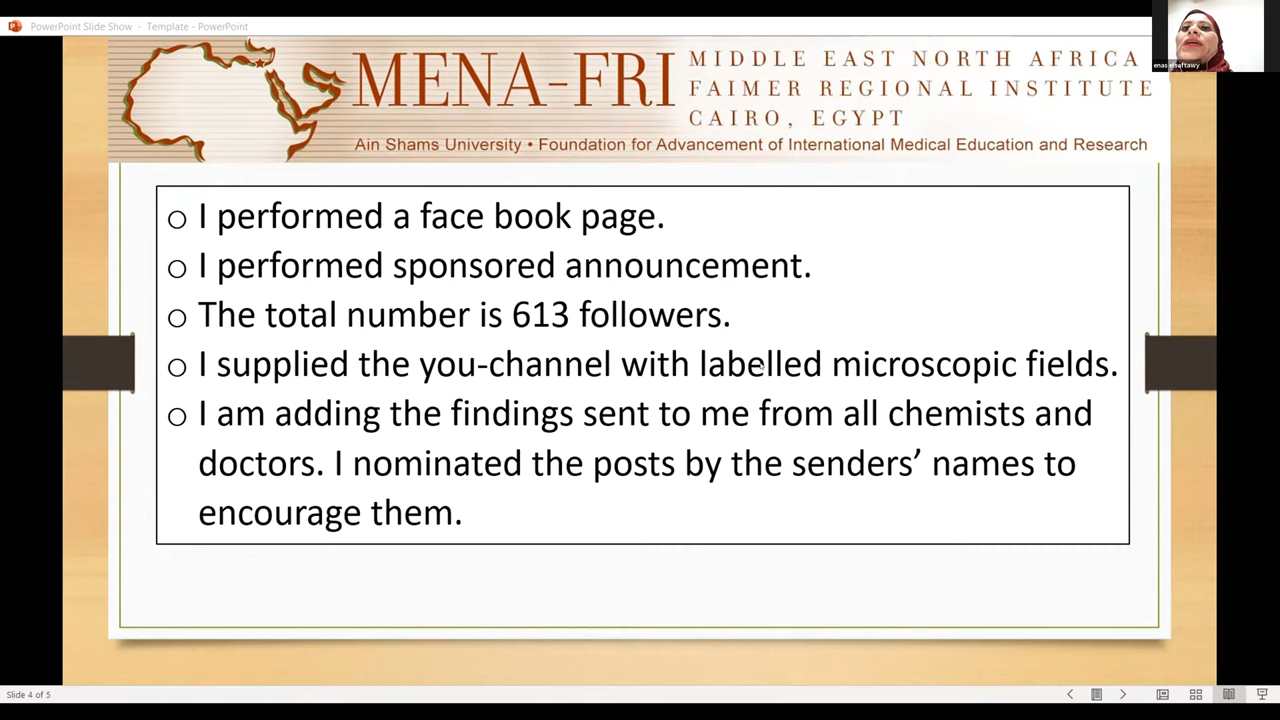 PowerPoint Slide Show - Template - PowerPoint
enas elsaftawy
MENA-FRI
MIDDLE EAST NORTH AFRICA
FAIMER REGIONAL INSTITUTE
CAIRO, EGYPT
Ain Shams University • Foundation for Advancement of International Medical Education and Research
o I performed a face book page.
o I performed sponsored announcement.
o The total number is 613 followers.
o I supplied the you-channel with labelled microscopic fields.
o I am adding the findings sent to me from all chemists and
doctors. I nominated the posts by the senders’ names to
encourage them.
Slide 4 of 5